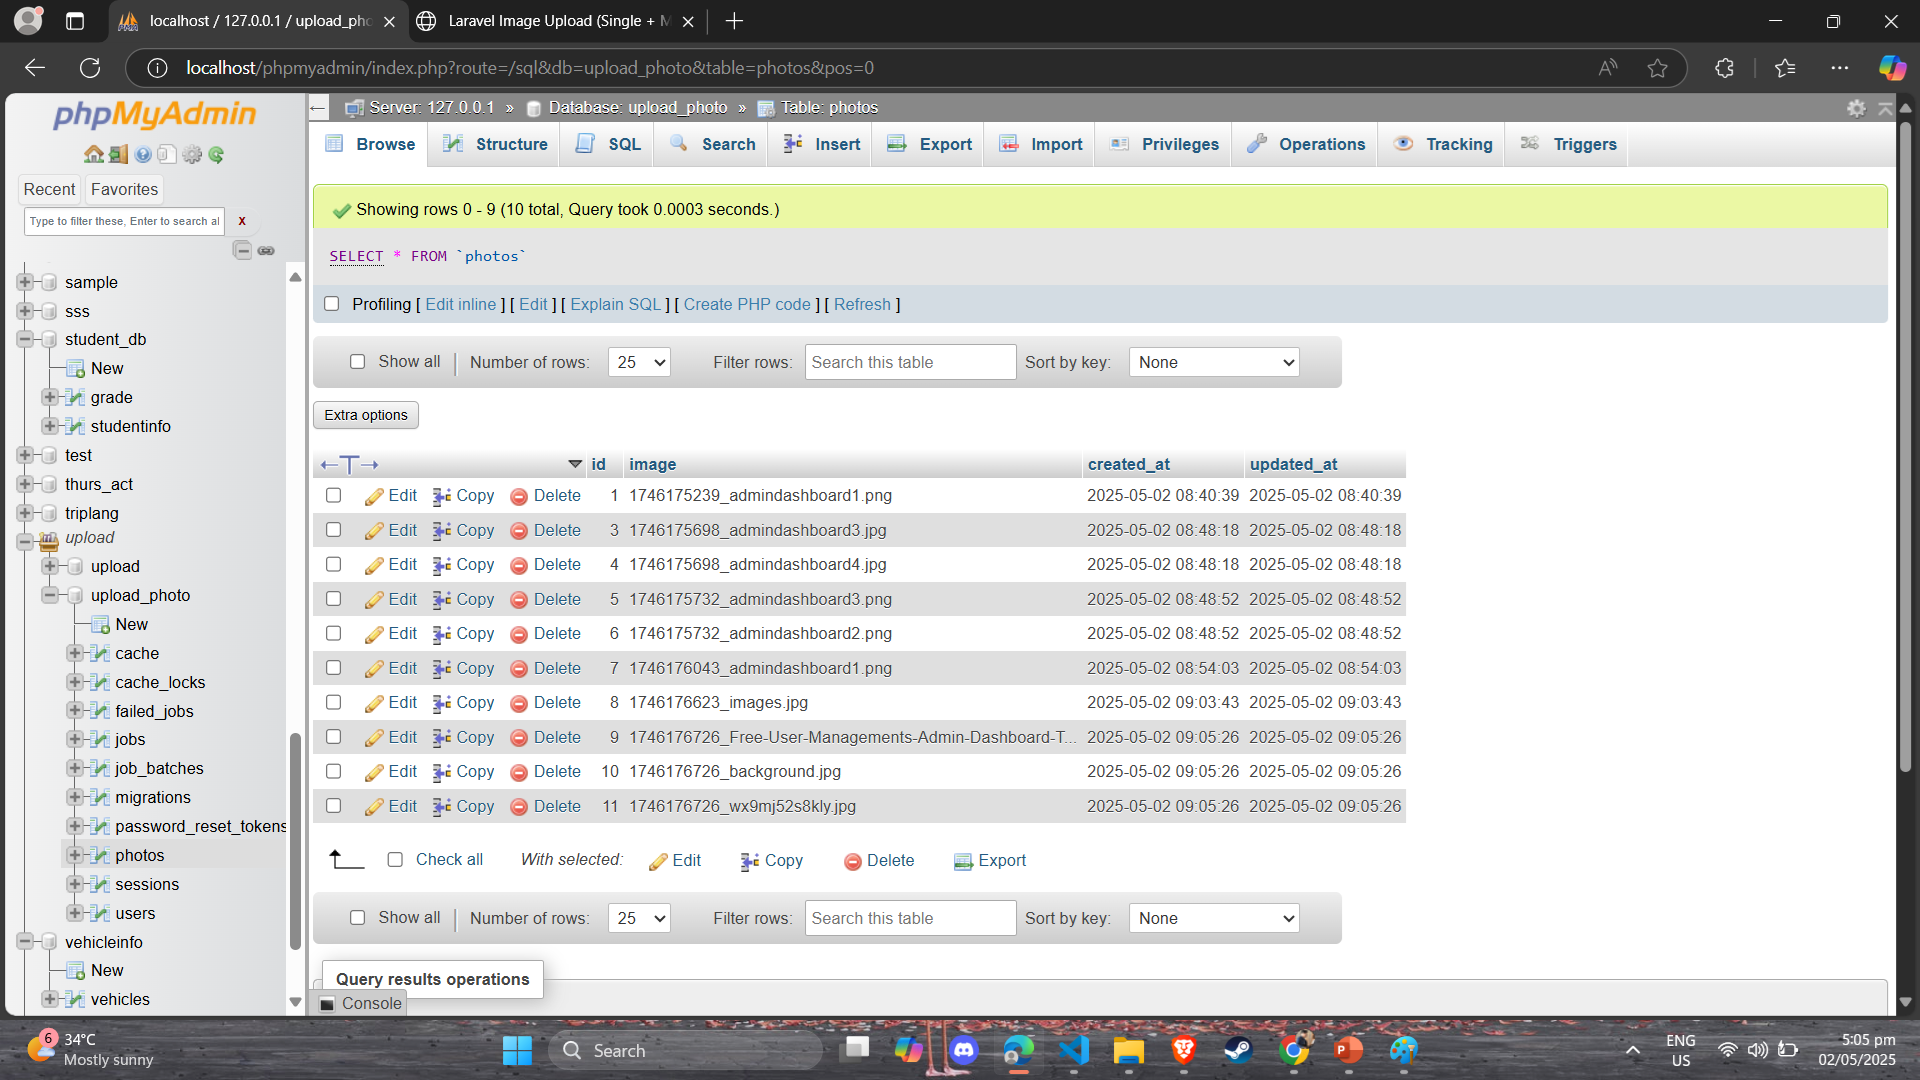 localhost / 127.0.0.1 / upload_pho
Laravel Image Upload (Single + M
localhost/phpmyadmin/index.php?route=/sql&db=upload_photo&table=photos&pos=0
phpMyAdmin
Recent Favorites
Type to filter these, Enter to search al X
sample
sss
student_db
New
grade
studentinfo
test
thurs_act
triplang
upload
upload
upload_photo
New
cache
cache_locks
failed_jobs
jobs
job_batches
migrations
password_reset_tokens
photos
sessions
users
vehicleinfo
New
vehicles
Server: 127.0.0.1 » Database: upload_photo » Table: photos
Browse Structure SQL Search Insert Export Import Privileges Operations Tracking Triggers
Showing rows 0 - 9 (10 total, Query took 0.0003 seconds.)
SELECT * FROM `photos`
Profiling [ Edit inline ] [ Edit ] [ Explain SQL ] [ Create PHP code ] [ Refresh ]
Show all Number of rows: 25 Filter rows: Search this table Sort by key: None
Extra options
id image created_at updated_at
Edit Copy Delete 1 1746175239_admindashboard1.png 2025-05-02 08:40:39 2025-05-02 08:40:39
Edit Copy Delete 3 1746175698_admindashboard3.jpg 2025-05-02 08:48:18 2025-05-02 08:48:18
Edit Copy Delete 4 1746175698_admindashboard4.jpg 2025-05-02 08:48:18 2025-05-02 08:48:18
Edit Copy Delete 5 1746175732_admindashboard3.png 2025-05-02 08:48:52 2025-05-02 08:48:52
Edit Copy Delete 6 1746175732_admindashboard2.png 2025-05-02 08:48:52 2025-05-02 08:48:52
Edit Copy Delete 7 1746176043_admindashboard1.png 2025-05-02 08:54:03 2025-05-02 08:54:03
Edit Copy Delete 8 1746176623_images.jpg 2025-05-02 09:03:43 2025-05-02 09:03:43
Edit Copy Delete 9 1746176726_Free-User-Managements-Admin-Dashboard-T... 2025-05-02 09:05:26 2025-05-02 09:05:26
Edit Copy Delete 10 1746176726_background.jpg 2025-05-02 09:05:26 2025-05-02 09:05:26
Edit Copy Delete 11 1746176726_wx9mj52s8kly.jpg 2025-05-02 09:05:26 2025-05-02 09:05:26
Check all With selected: Edit Copy Delete Export
Show all Number of rows: 25 Filter rows: Search this table Sort by key: None
Query results operations
Console
6
34°C
Mostly sunny
Search
ENG
US
5:05 pm
02/05/2025